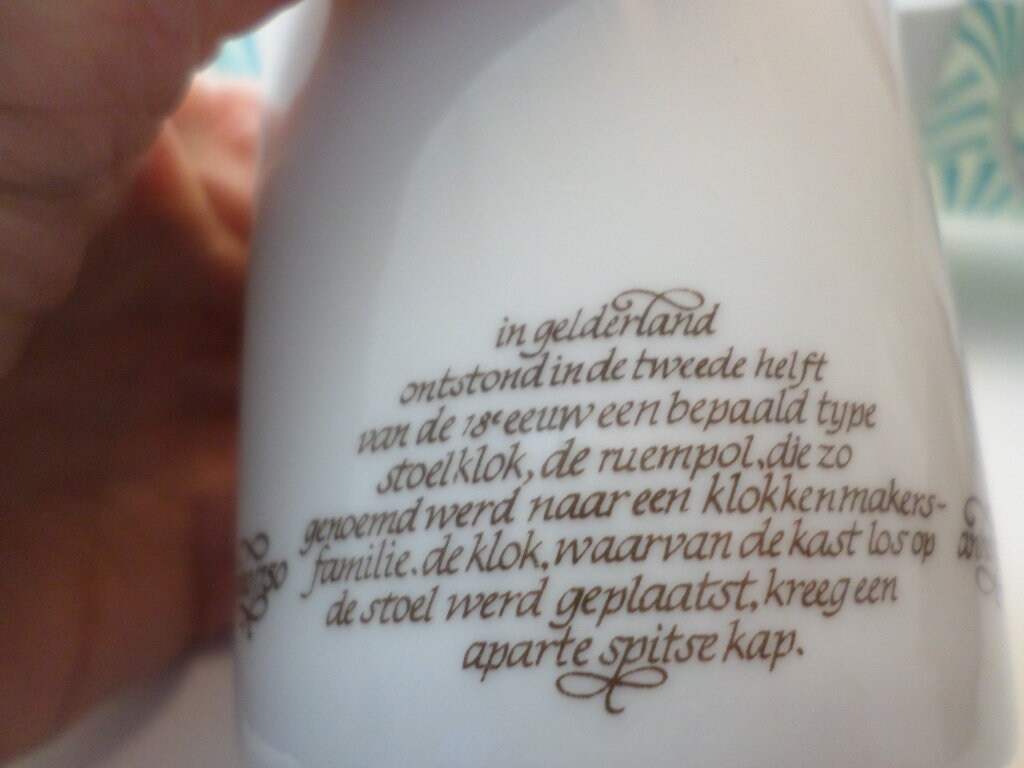 in gelderland
ontstond in de tweede helft
van de 18e eeuw een bepaald type
stoelklok, de ruempol, die zo
genoemd werd naar een klokkenmakers-
familie. de klok, waarvan de kast los op
de stoel werd geplaatst, kreeg een
aparte spitse kap.